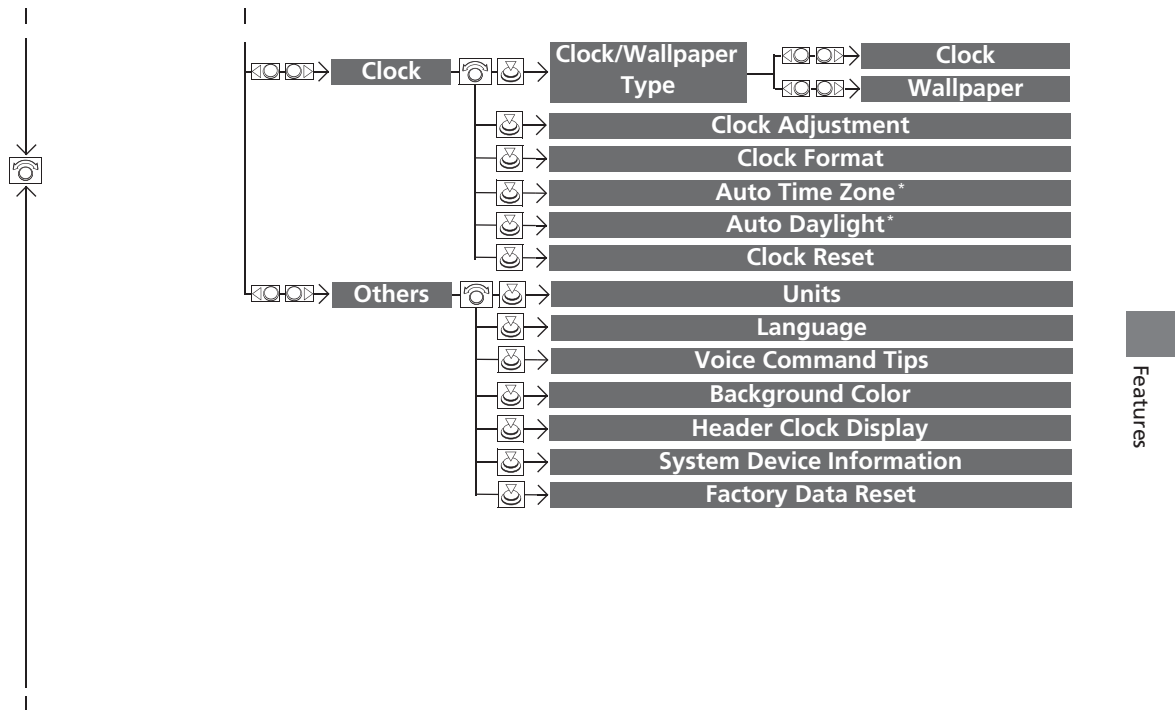 Clock
Clock/Wallpaper
Type
Clock
Wallpaper
Clock Adjustment
Clock Format
Auto Time Zone*
Auto Daylight*
Clock Reset
Others
Units
Language
Voice Command Tips
Background Color
Header Clock Display
System Device Information
Factory Data Reset
Features